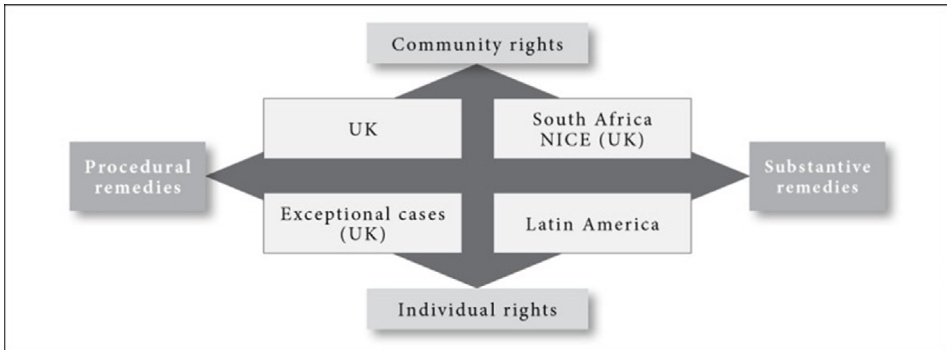 Community rights
UK
South Africa
NICE (UK)
Procedural
remedies
Substantive
remedies
Exceptional cases
(UK)
Latin America
Individual rights